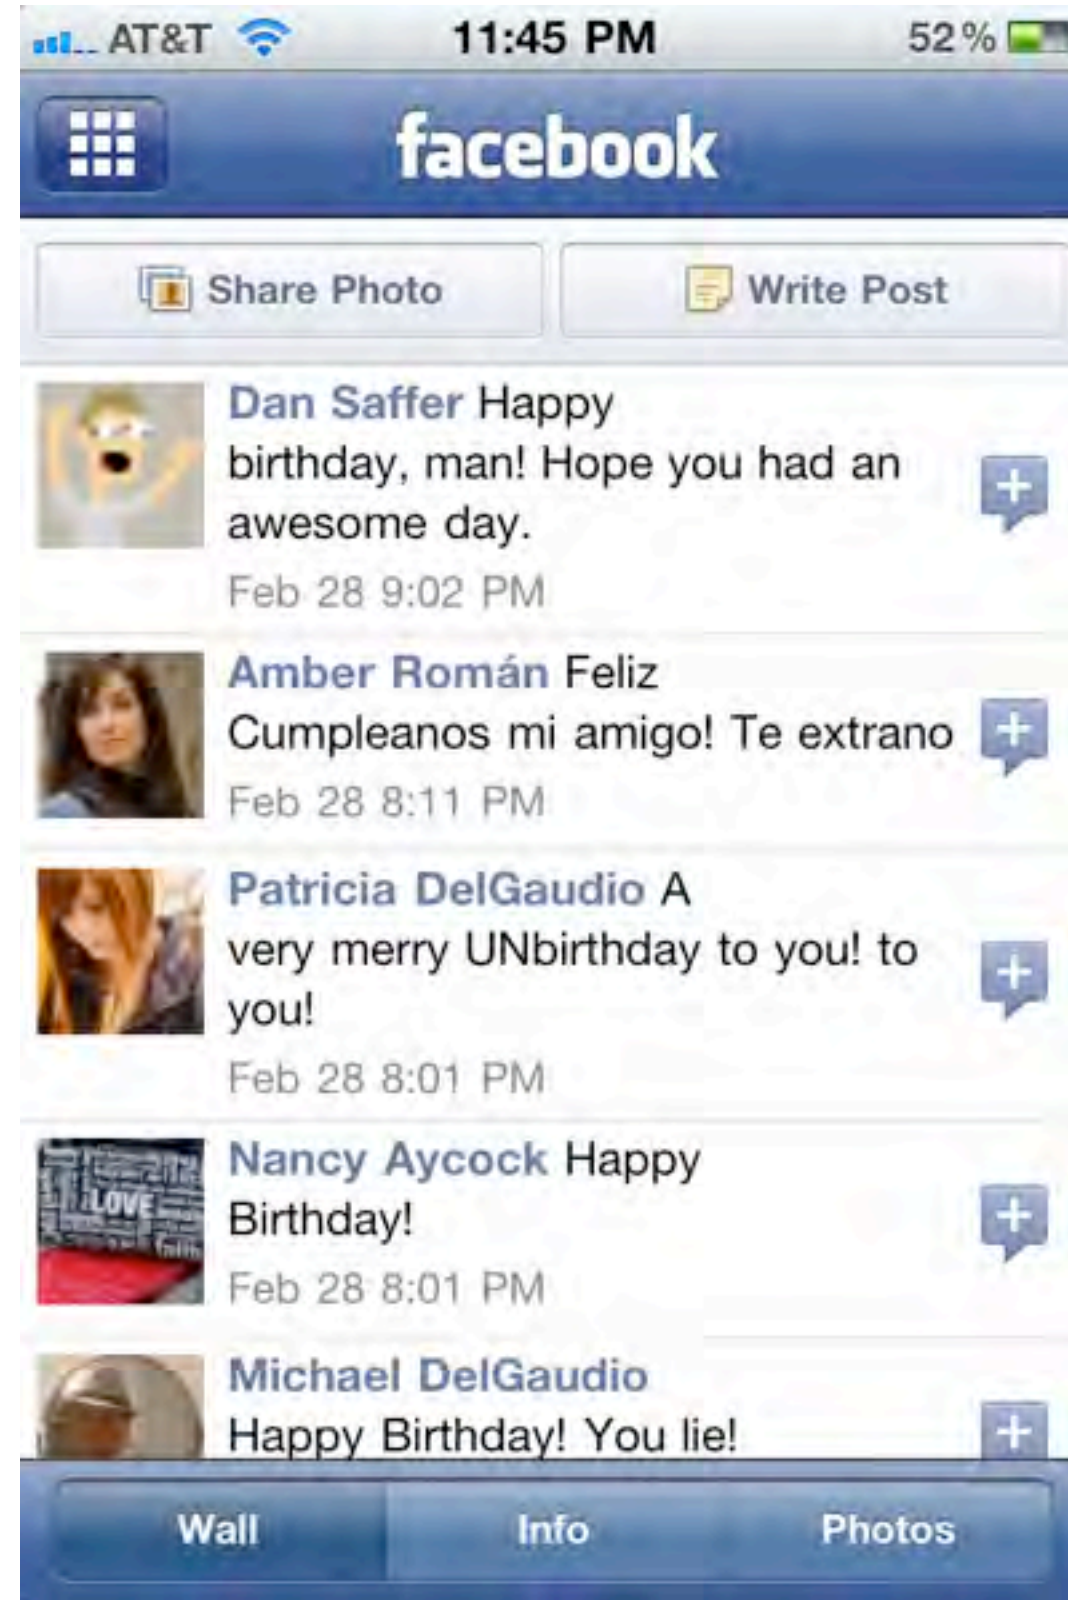 AT&T 11:45 PM 52%
facebook
Share Photo Write Post
Dan Saffer Happy
birthday, man! Hope you had an
awesome day.
Feb 28 9:02 PM
Amber Román Feliz
Cumpleanos mi amigo! Te extrano
Feb 28 8:11 PM
Patricia DelGaudio A
very merry UNbirthday to you! to
you!
Feb 28 8:01 PM
Nancy Aycock Happy
Birthday!
Feb 28 8:01 PM
LOVE
faith
Michael DelGaudio
Happy Birthday! You lie!
Wall Info Photos